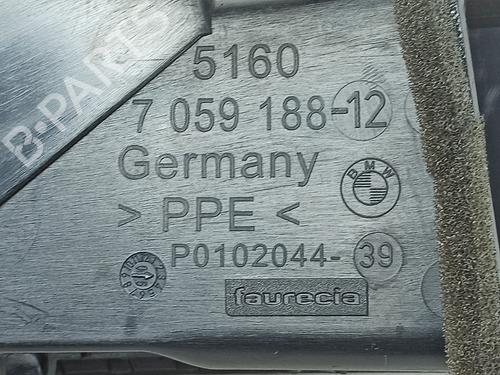 5160
7 059 188-12
Germany
BMW
> PPE <
P0102044-39
faurecia
B-PARTS